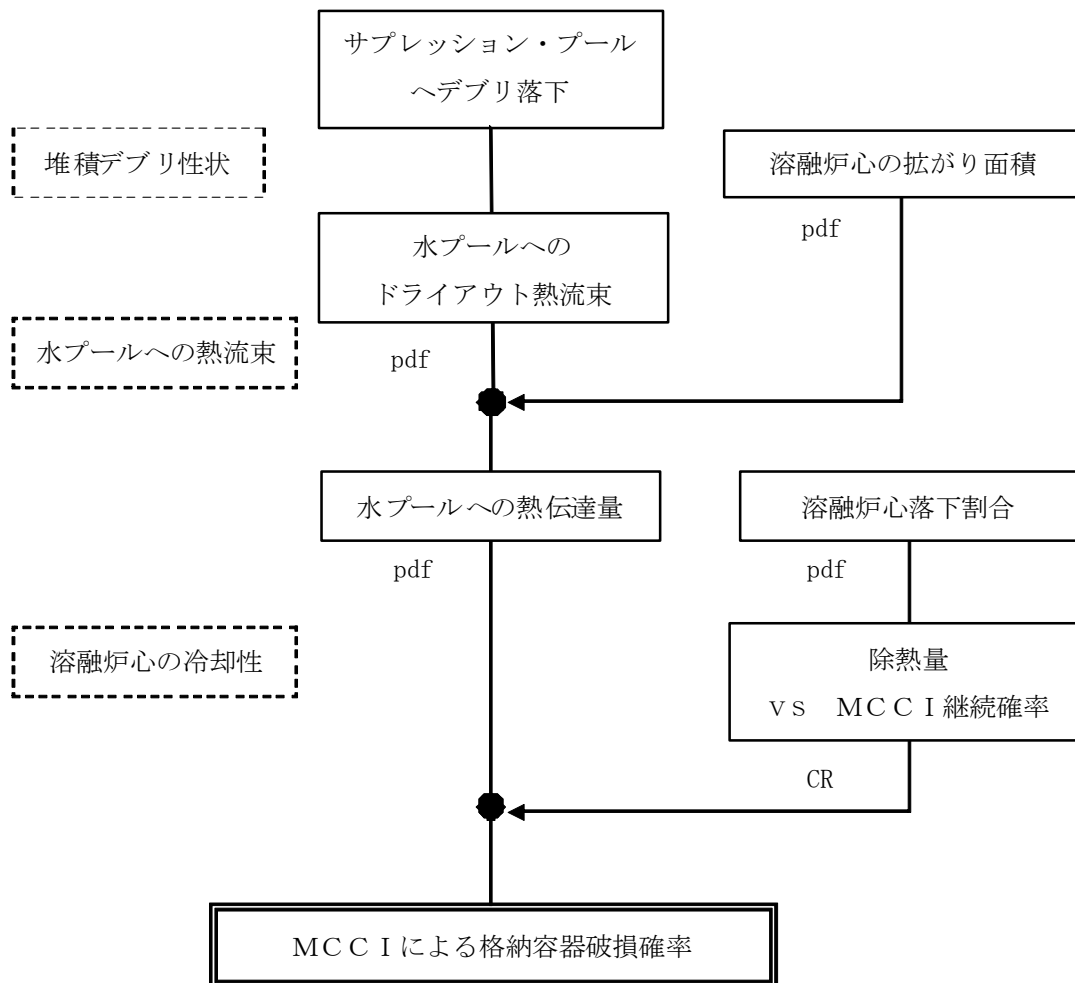 サプレッション・プール
へデブリ落下
堆積デブリ性状
溶融炉心の拡がり面積
pdf
水プールへの
ドライアウト熱流束
水プールへの熱流束
pdf
水プールへの熱伝達量
溶融炉心落下割合
pdf
pdf
溶融炉心の冷却性
除熱量
vs MCCI継続確率
CR
MCCIによる格納容器破損確率